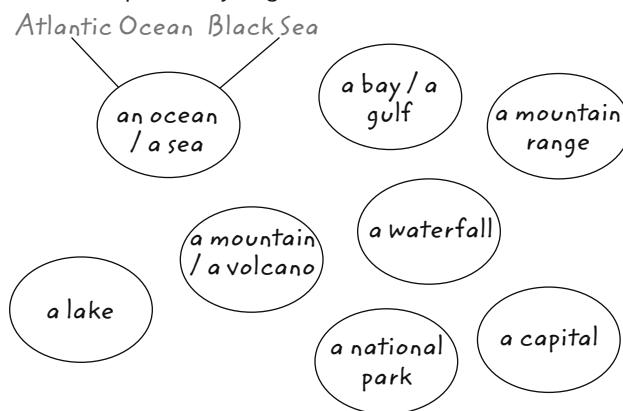 Atlantic Ocean Black Sea
an ocean
/ a sea
a bay / a
gulf
a mountain
range
a mountain
/ a volcano
a waterfall
a lake
a national
park
a capital